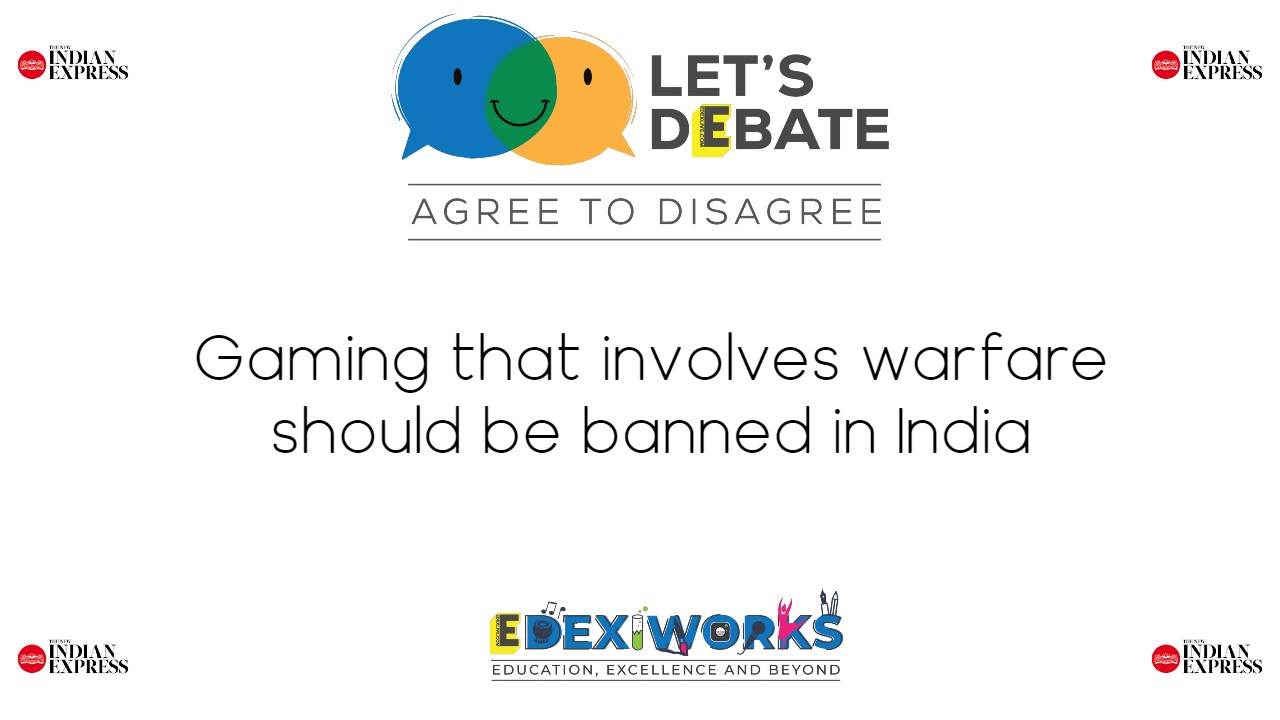 THE NEW
INDIAN
EXPRESS
THE NEW
INDIAN
EXPRESS
LET'S
DEBATE
AGREE TO DISAGREE
Gaming that involves warfare
should be banned in India
EDEXWORKS
EDUCATION, EXCELLENCE AND BEYOND
THE NEW
INDIAN
EXPRESS
THE NEW
INDIAN
EXPRESS